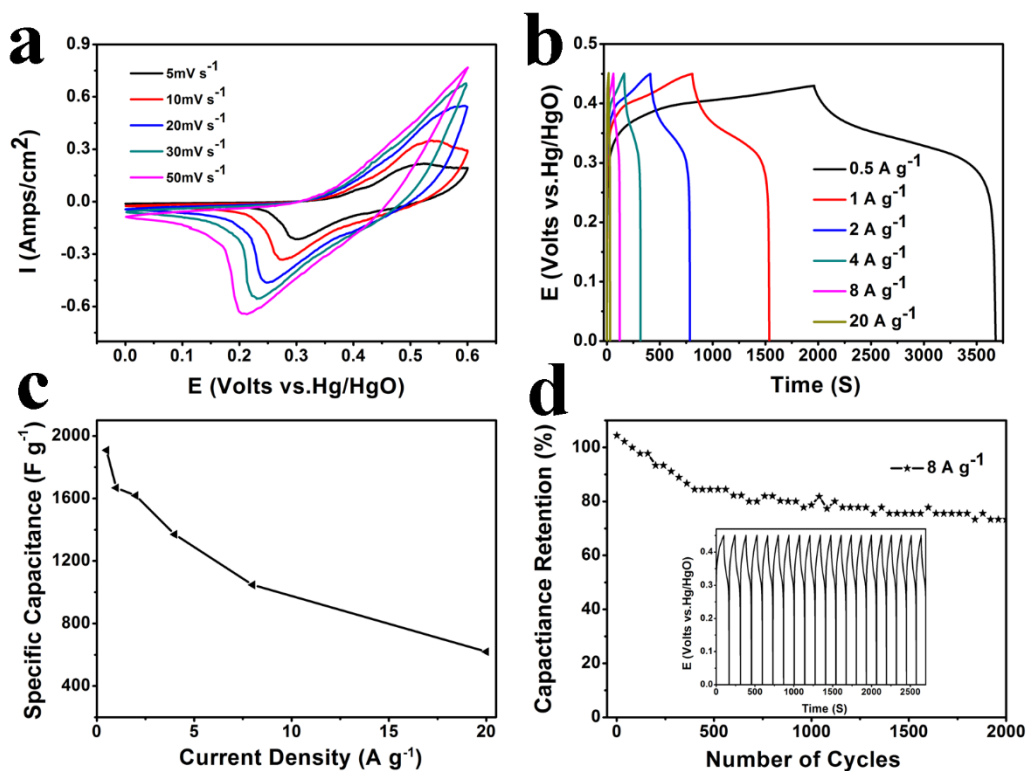 a
0.9
0.6
0.3
0.0
-0.3
-0.6
I (Amps/cm2)
5mV s-1
10mV s-1
20mV s-1
30mV s-1
50mV s-1
0.0 0.1 0.2 0.3 0.4 0.5 0.6
E (Volts vs.Hg/HgO)
b
0.5
0.4
0.3
0.2
0.1
0.0
E (Volts vs.Hg/HgO)
0.5 A g-1
1 A g-1
2 A g-1
4 A g-1
8 A g-1
20 A g-1
0 500 1000 1500 2000 2500 3000 3500
Time (S)
c
2000
1600
1200
800
400
Specific Capacitance (F g-1)
0 5 10 15 20
Current Density (A g-1)
d
100
80
60
40
20
0
Capactiance Retention (%)
8 A g-1
0.4
0.3
0.2
0.1
0.0
E (Volts vs.Hg/HgO)
0 500 1000 1500 2000 2500
Time (S)
0 500 1000 1500 2000
Number of Cycles